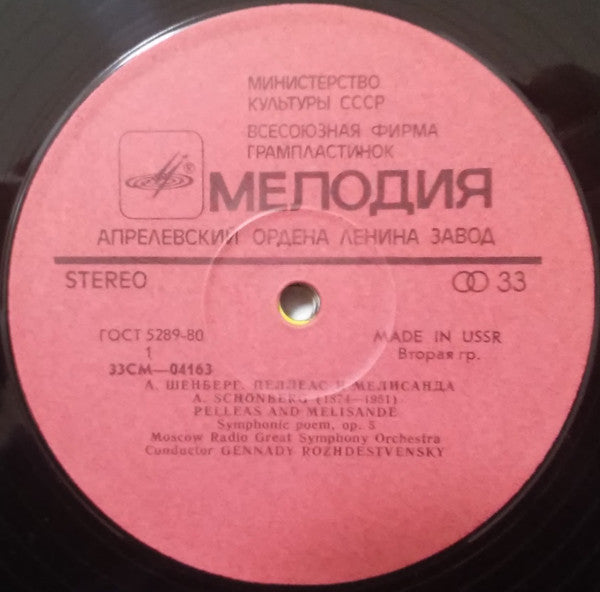 МИНИСТЕРСТВО
КУЛЬТУРЫ СССР
ВСЕСОЮЗНАЯ ФИРМА
ГРАМПЛАСТИНОК
МЕЛОДИЯ
АПРЕЛЕВСКИЙ ОРДЕНА ЛЕНИНА ЗАВОД
STEREO 33
ГОСТ 5289-80 MADE IN USSR
1 Вторая гр.
33СМ—04163
А. ШЕНБЕРГ. ПЕЛЛЕАС И МЕЛИСАНДА
A. SCHÖNBERG (1874—1951)
PELLEAS AND MELISANDE
Symphonic poem, op. 5
Moscow Radio Great Symphony Orchestra
Conductor GENNADY ROZHDESTVENSKY